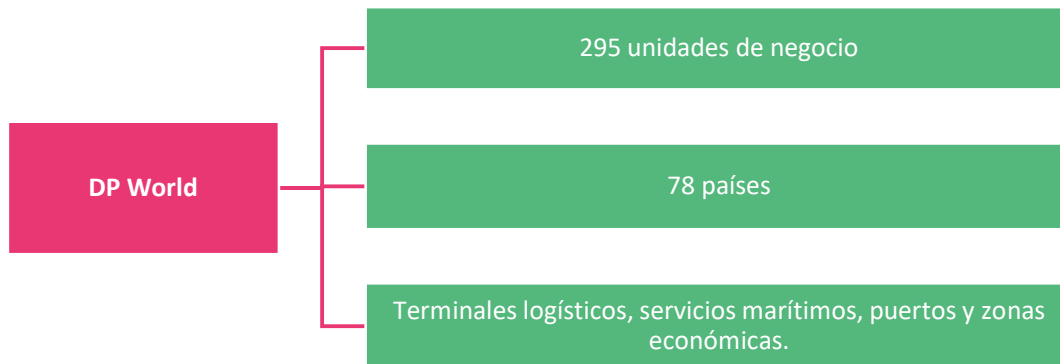 295 unidades de negocio
DP World
78 países
Terminales logísticos, servicios marítimos, puertos y zonas
económicas.